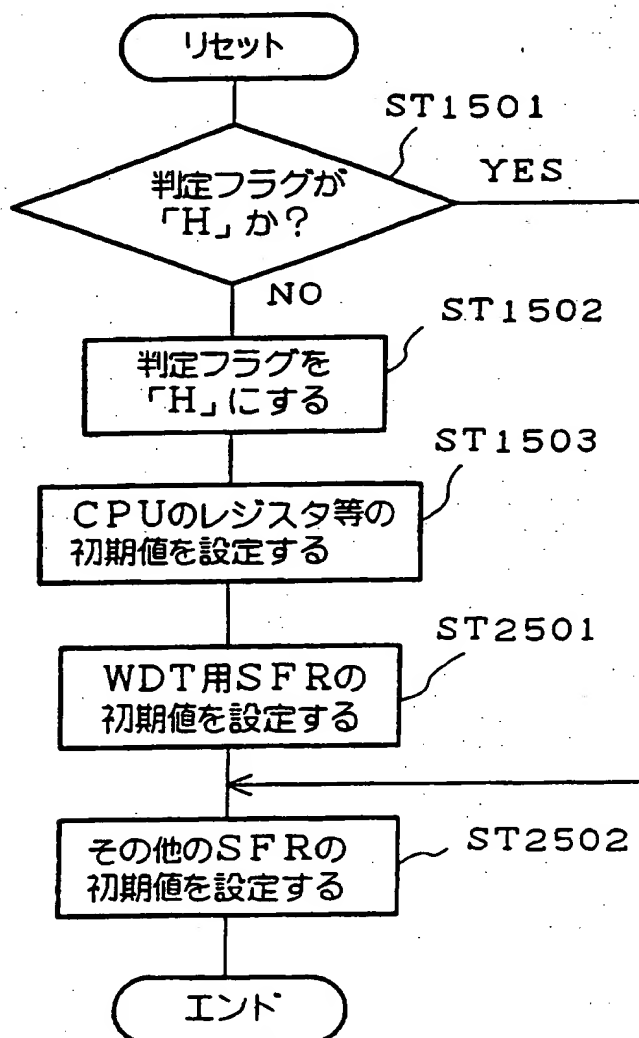 リセット
ST1501
判定フラグが
「H」か?
YES
NO
ST1502
判定フラグを
「H」にする
ST1503
CPUのレジスタ等の
初期値を設定する
ST2501
WDT用SFRの
初期値を設定する
その他のSFRの
初期値を設定する
ST2502
エンド